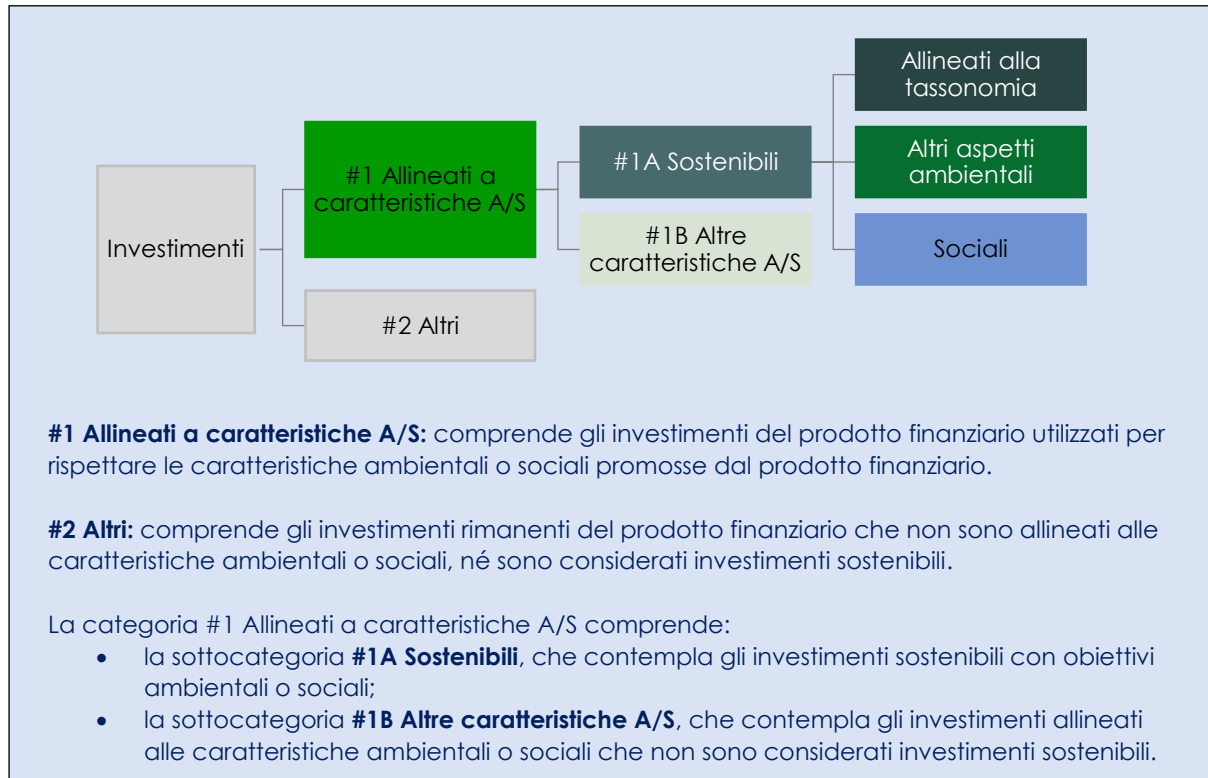 Allineati alla
tassonomia
#1 Allineati a
caratteristiche A/S
#1A Sostenibili
Altri aspetti
ambientali
Investimenti
#1B Altre
caratteristiche A/S
Sociali
#2 Altri
#1 Allineati a caratteristiche A/S: comprende gli investimenti del prodotto finanziario utilizzati per
rispettare le caratteristiche ambientali o sociali promosse dal prodotto finanziario.
#2 Altri: comprende gli investimenti rimanenti del prodotto finanziario che non sono allineati alle
caratteristiche ambientali o sociali, né sono considerati investimenti sostenibili.
La categoria #1 Allineati a caratteristiche A/S comprende:
• la sottocategoria #1A Sostenibili, che contempla gli investimenti sostenibili con obiettivi
ambientali o sociali;
• la sottocategoria #1B Altre caratteristiche A/S, che contempla gli investimenti allineati
alle caratteristiche ambientali o sociali che non sono considerati investimenti sostenibili.